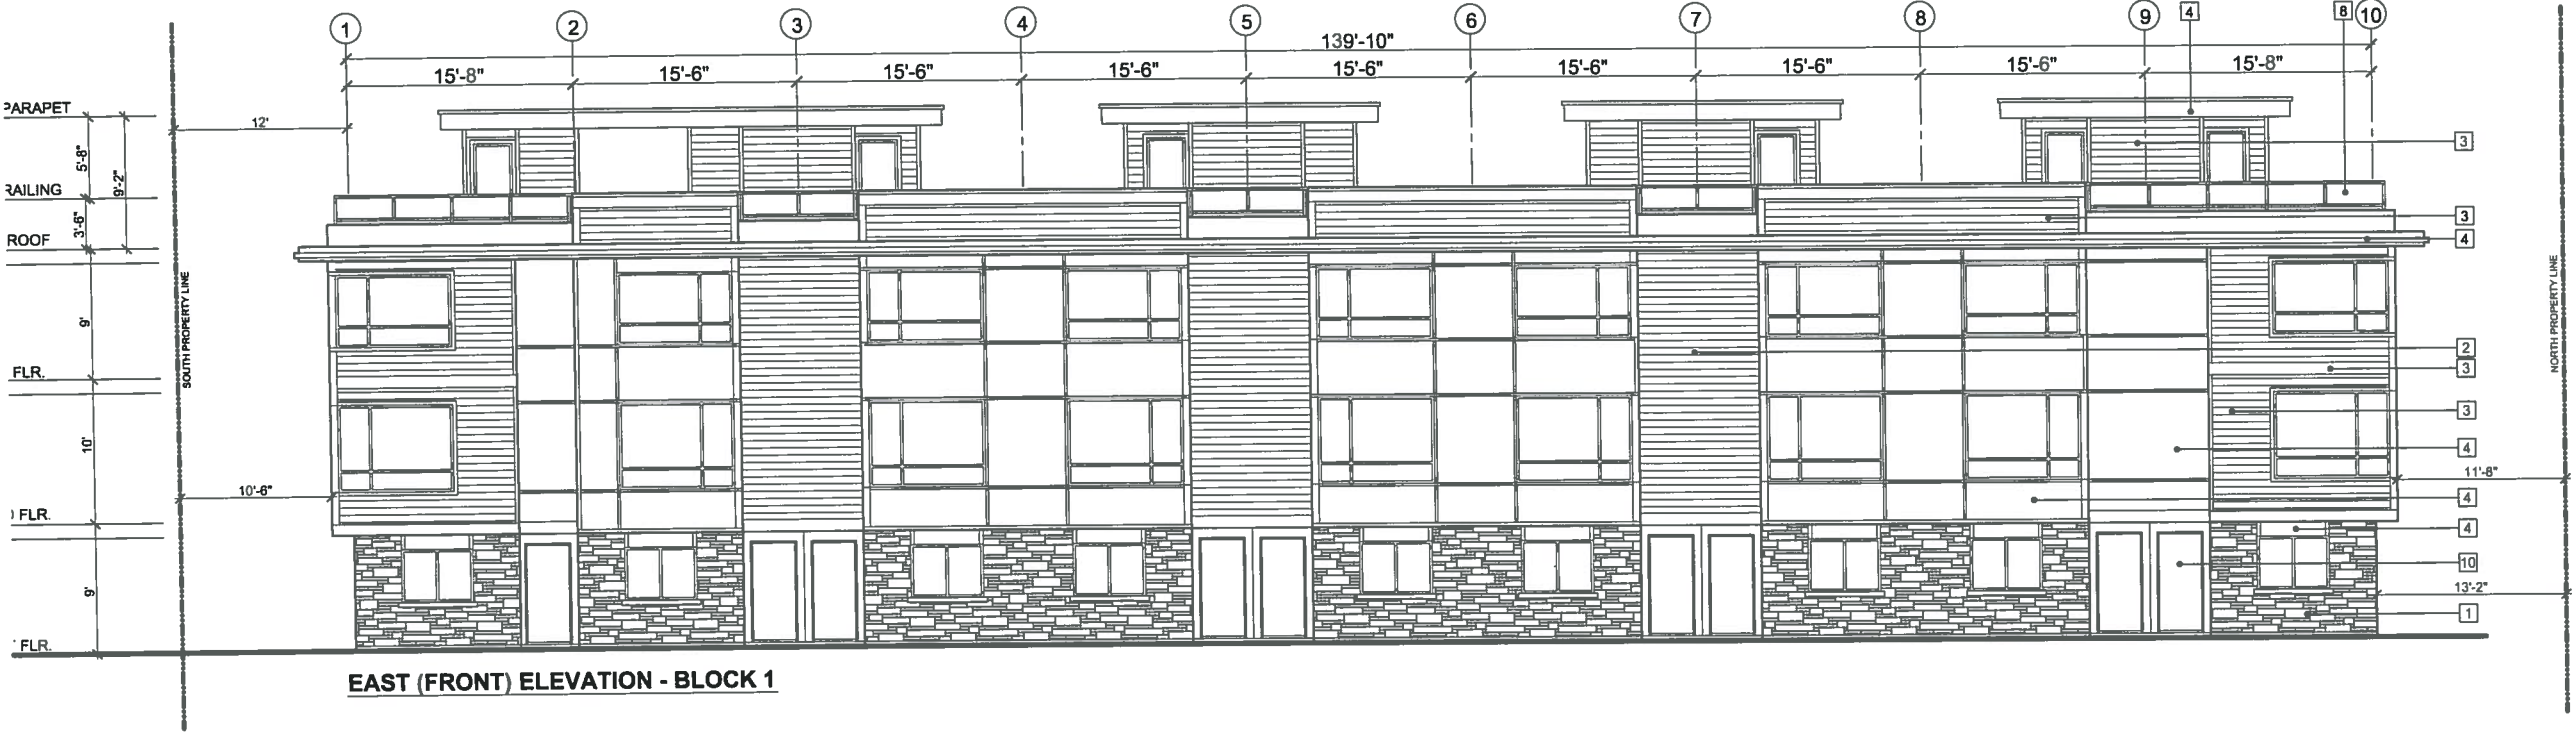 1 2 3 4 5 6 7 8 9 4 8 10
139'-10"
15'-8" 15'-6" 15'-6" 15'-6" 15'-6" 15'-6" 15'-6" 15'-6" 15'-8"
PARAPET
12'
5'-8"
9'-2"
3
RAILING
3'-6"
3
ROOF
4
SOUTH PROPERTY LINE
NORTH PROPERTY LINE
9'
2
FLR.
3
3
10'
4
11'-8"
10'-6"
4
FLR.
4
10
9'
13'-2"
1
FLR.
EAST (FRONT) ELEVATION - BLOCK 1